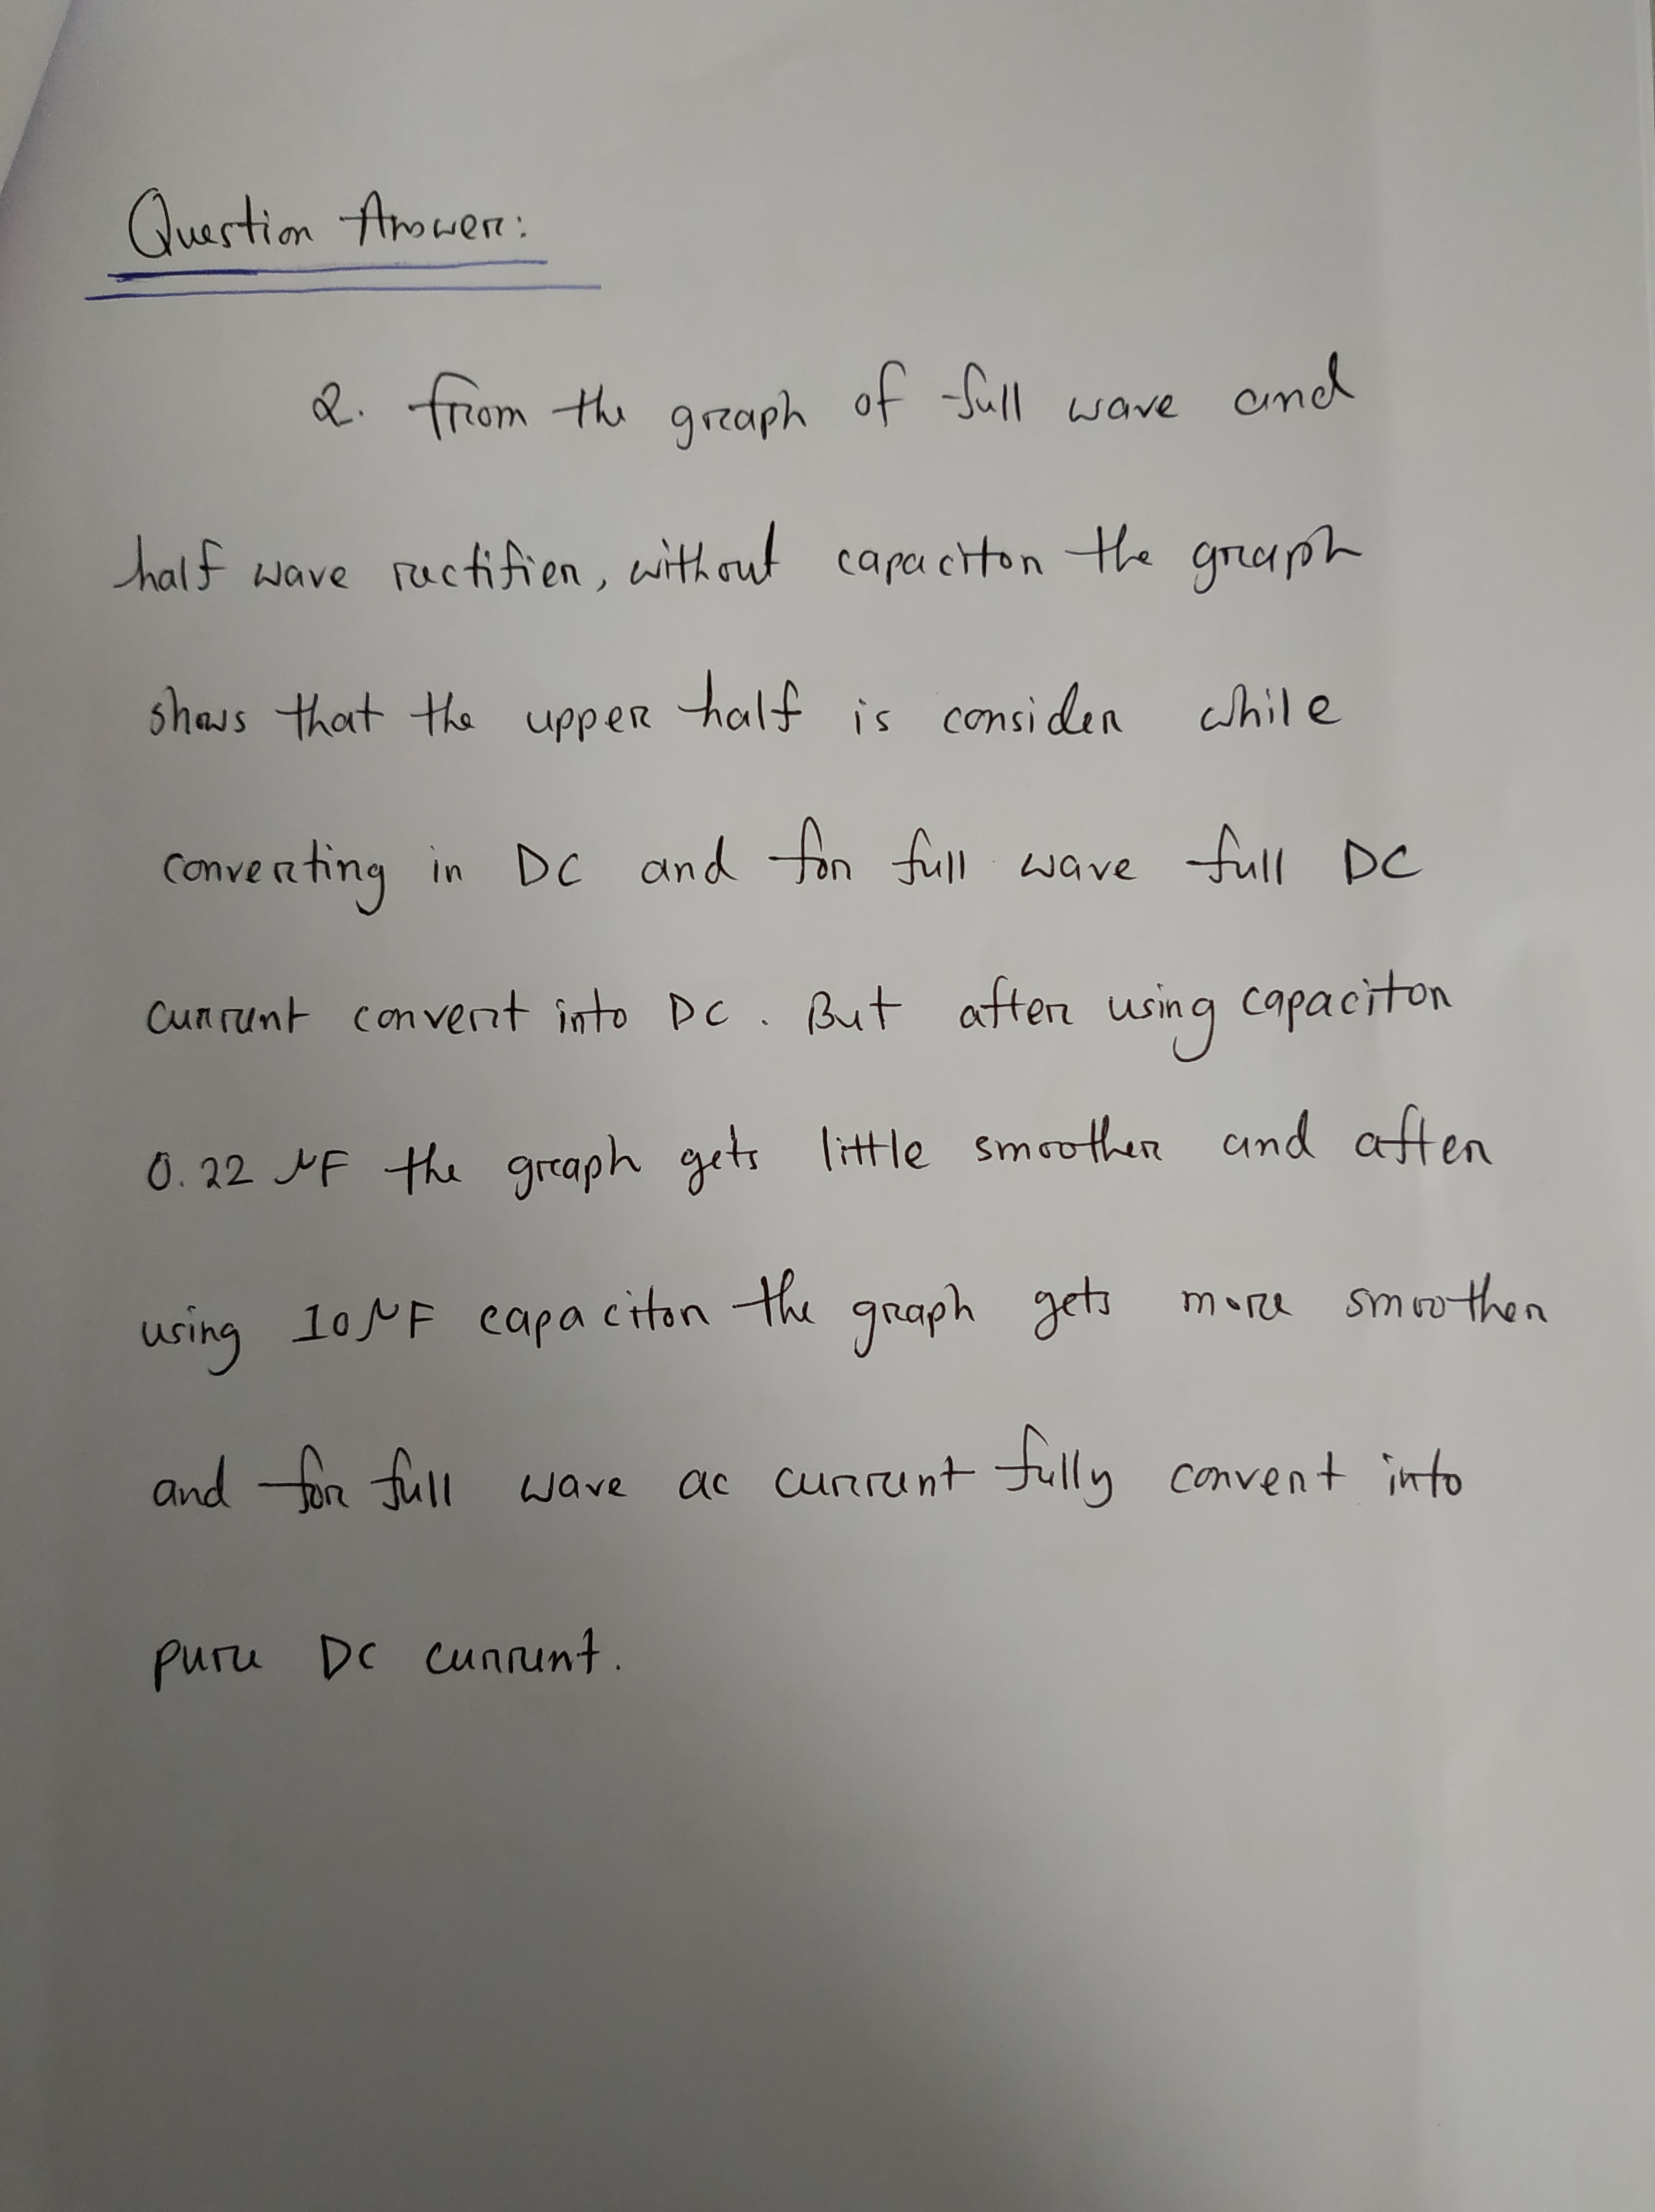 Question Answer:
2. from the graph of full wave and
half wave rectifier, without capacitor the graph
shows that the upper half is consider while
converting in DC and for full wave full DC
current convert into DC. But after using capacitor
0.22 μF the graph gets little smoother and after
using 10μF capacitor the graph gets more smoother
and for full wave ac current fully convert into
pure DC current.